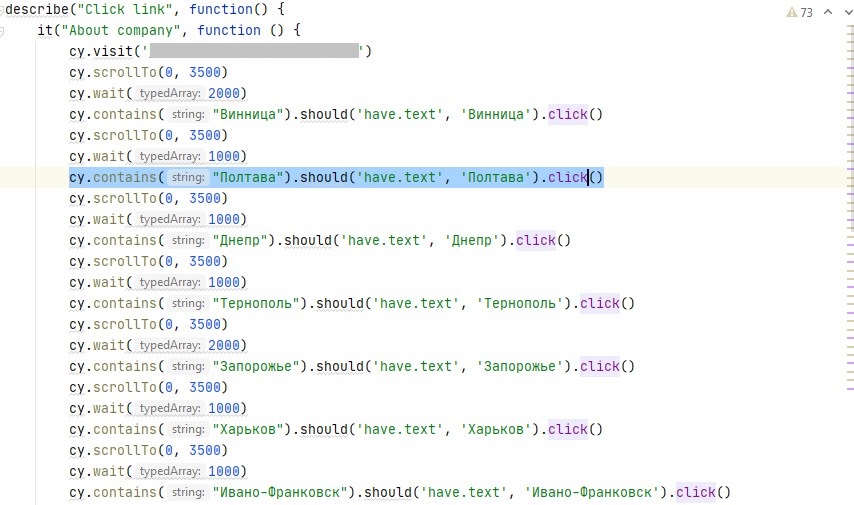 describe("Click link", function() {
it("About company", function () {
cy.visit('')
cy.scrollTo(0, 3500)
cy.wait( typedArray: 2000)
cy.contains( string: "Винница").should('have.text', 'Винница').click()
cy.scrollTo(0, 3500)
cy.wait( typedArray: 1000)
cy.contains( string: "Полтава").should('have.text', 'Полтава').click()
cy.scrollTo(0, 3500)
cy.wait( typedArray: 1000)
cy.contains( string: "Днепр").should('have.text', 'Днепр').click()
cy.scrollTo(0, 3500)
cy.wait( typedArray: 1000)
cy.contains( string: "Тернополь").should('have.text', 'Тернополь').click()
cy.scrollTo(0, 3500)
cy.wait( typedArray: 2000)
cy.contains( string: "Запорожье").should('have.text', 'Запорожье').click()
cy.scrollTo(0, 3500)
cy.wait( typedArray: 1000)
cy.contains( string: "Харьков").should('have.text', 'Харьков').click()
cy.scrollTo(0, 3500)
cy.wait( typedArray: 1000)
cy.contains( string: "Ивано-Франковск").should('have.text', 'Ивано-Франковск').click()
73